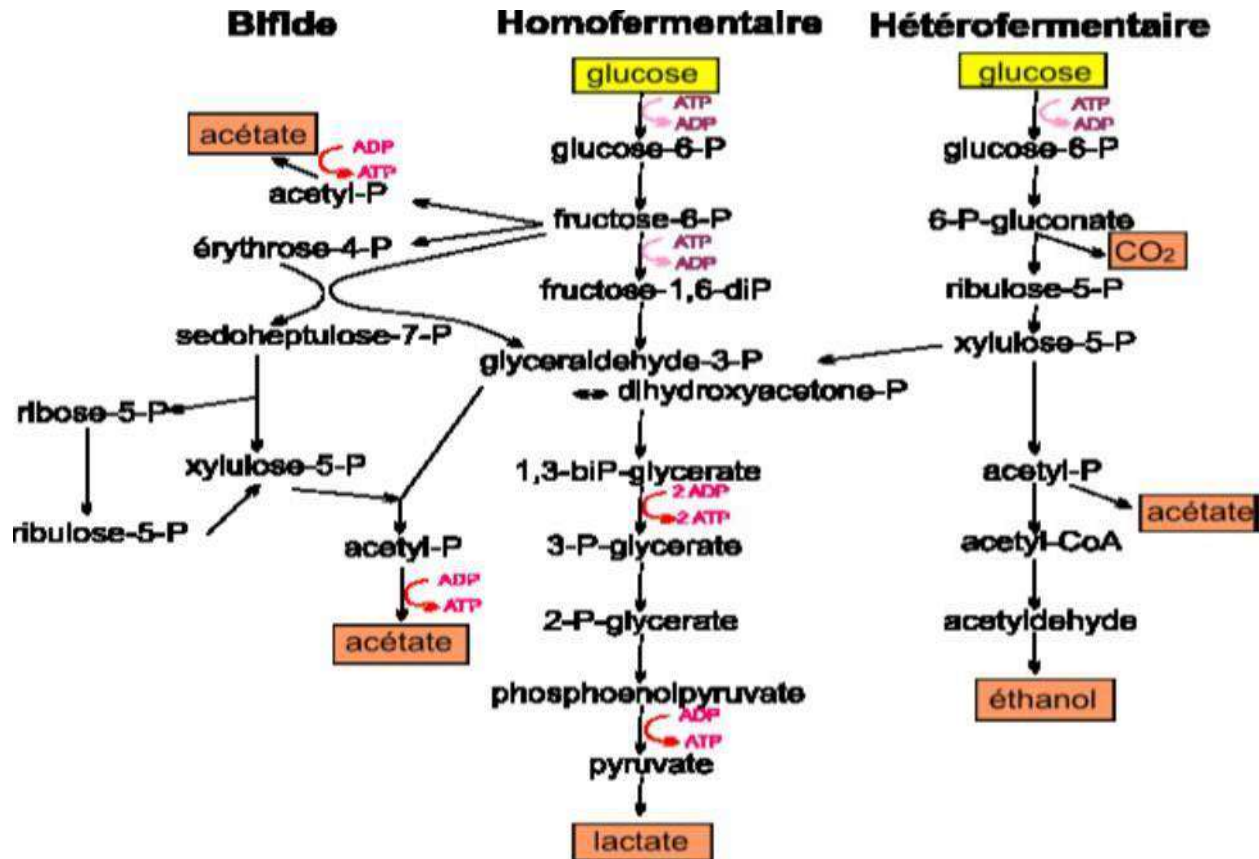 Bifide
Homofermentaire
Hétérofermentaire
glucose
glucose
ATP
ADP
ATP
ADP
glucose-6-P
glucose-6-P
acétate
ADP
ATP
acetyl-P
fructose-6-P
6-P-gluconate
CO₂
érythrose-4-P
ATP
ADP
fructose-1,6-diP
ribulose-5-P
sedoheptulose-7-P
xylulose-5-P
glyceraldehyde-3-P
dihydroxyacetone-P
ribose-5-P
xylulose-5-P
1,3-biP-glycerate
acetyl-P
2 ADP
2 ATP
acétate
ribulose-5-P
acetyl-P
3-P-glycerate
acetyl-CoA
ADP
ATP
acétate
2-P-glycerate
acetyldehyde
phosphoenolpyruvate
éthanol
ADP
ATP
pyruvate
lactate